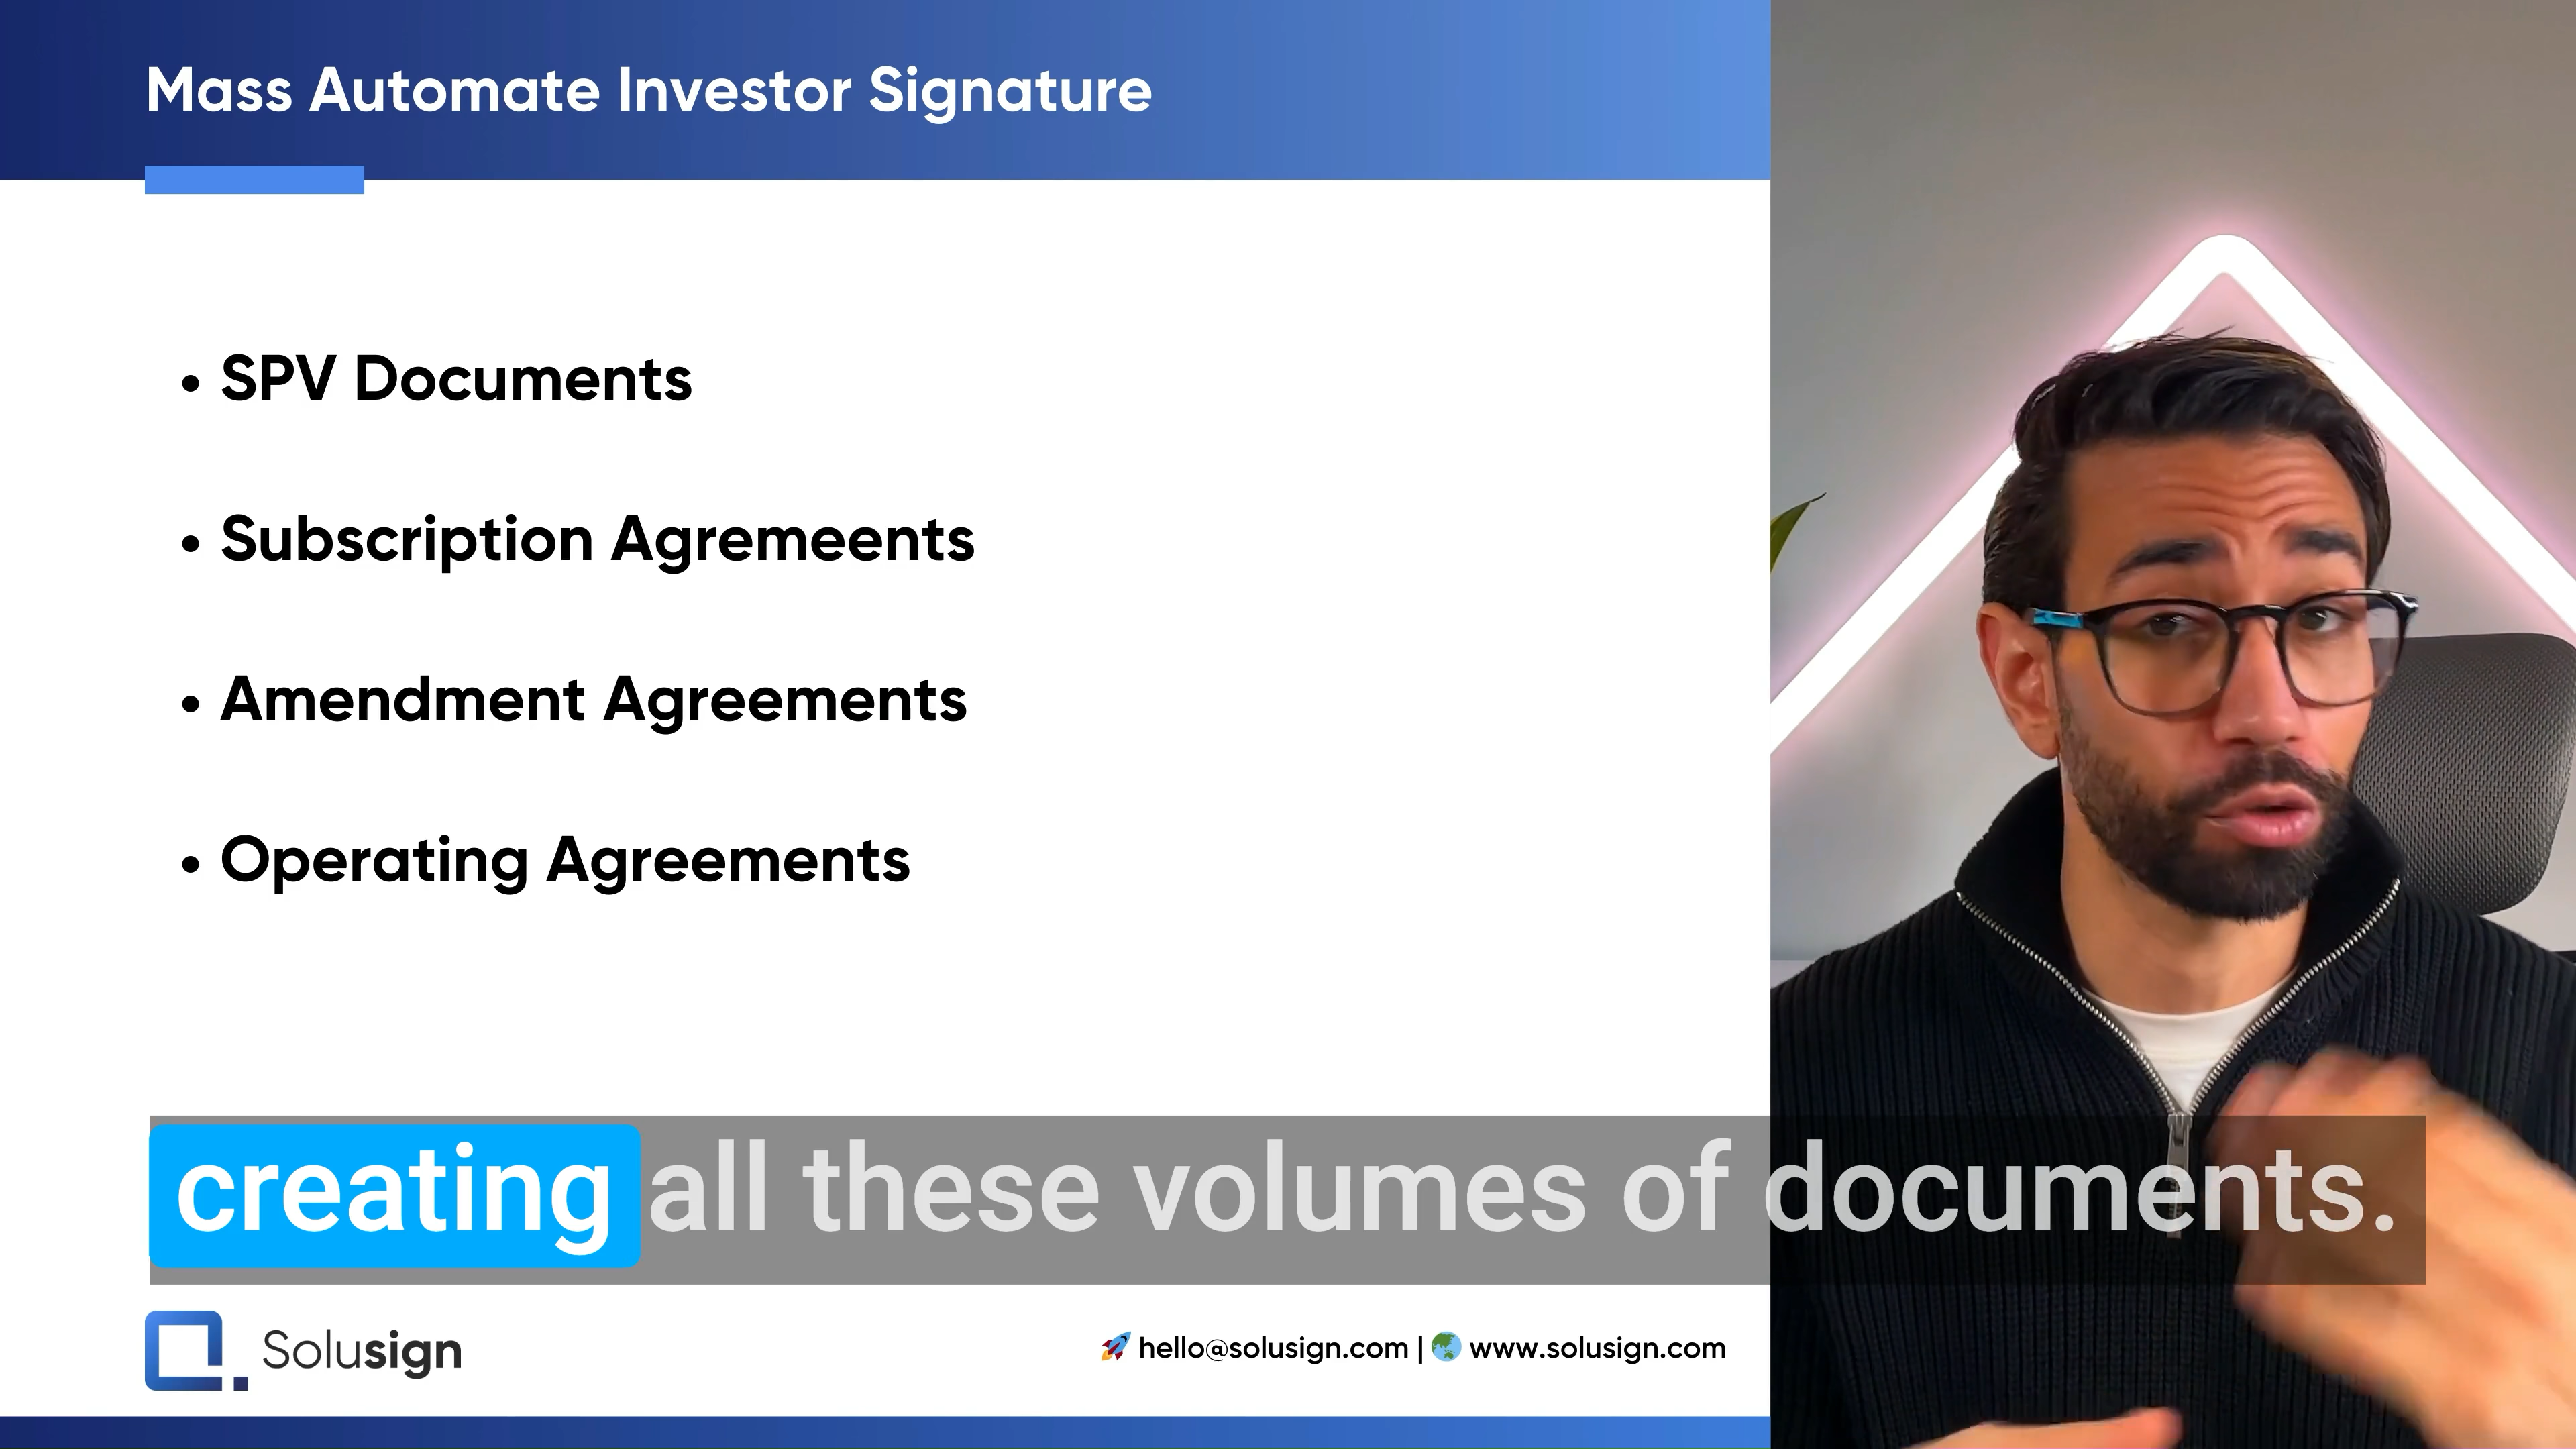 Mass Automate Investor Signature
• SPV Documents
• Subscription Agremeents
• Amendment Agreements
• Operating Agreements
creating all these volumes of documents.
Solusign
🚀 hello@solusign.com | 🌏 www.solusign.com